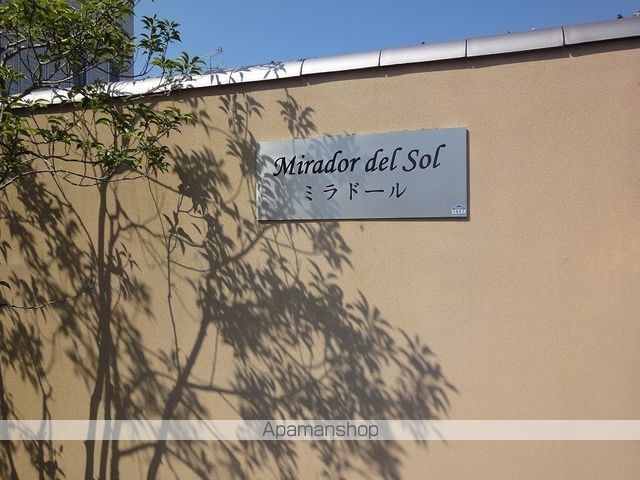 Mirador del Sol
ミラドール
Apamanshop